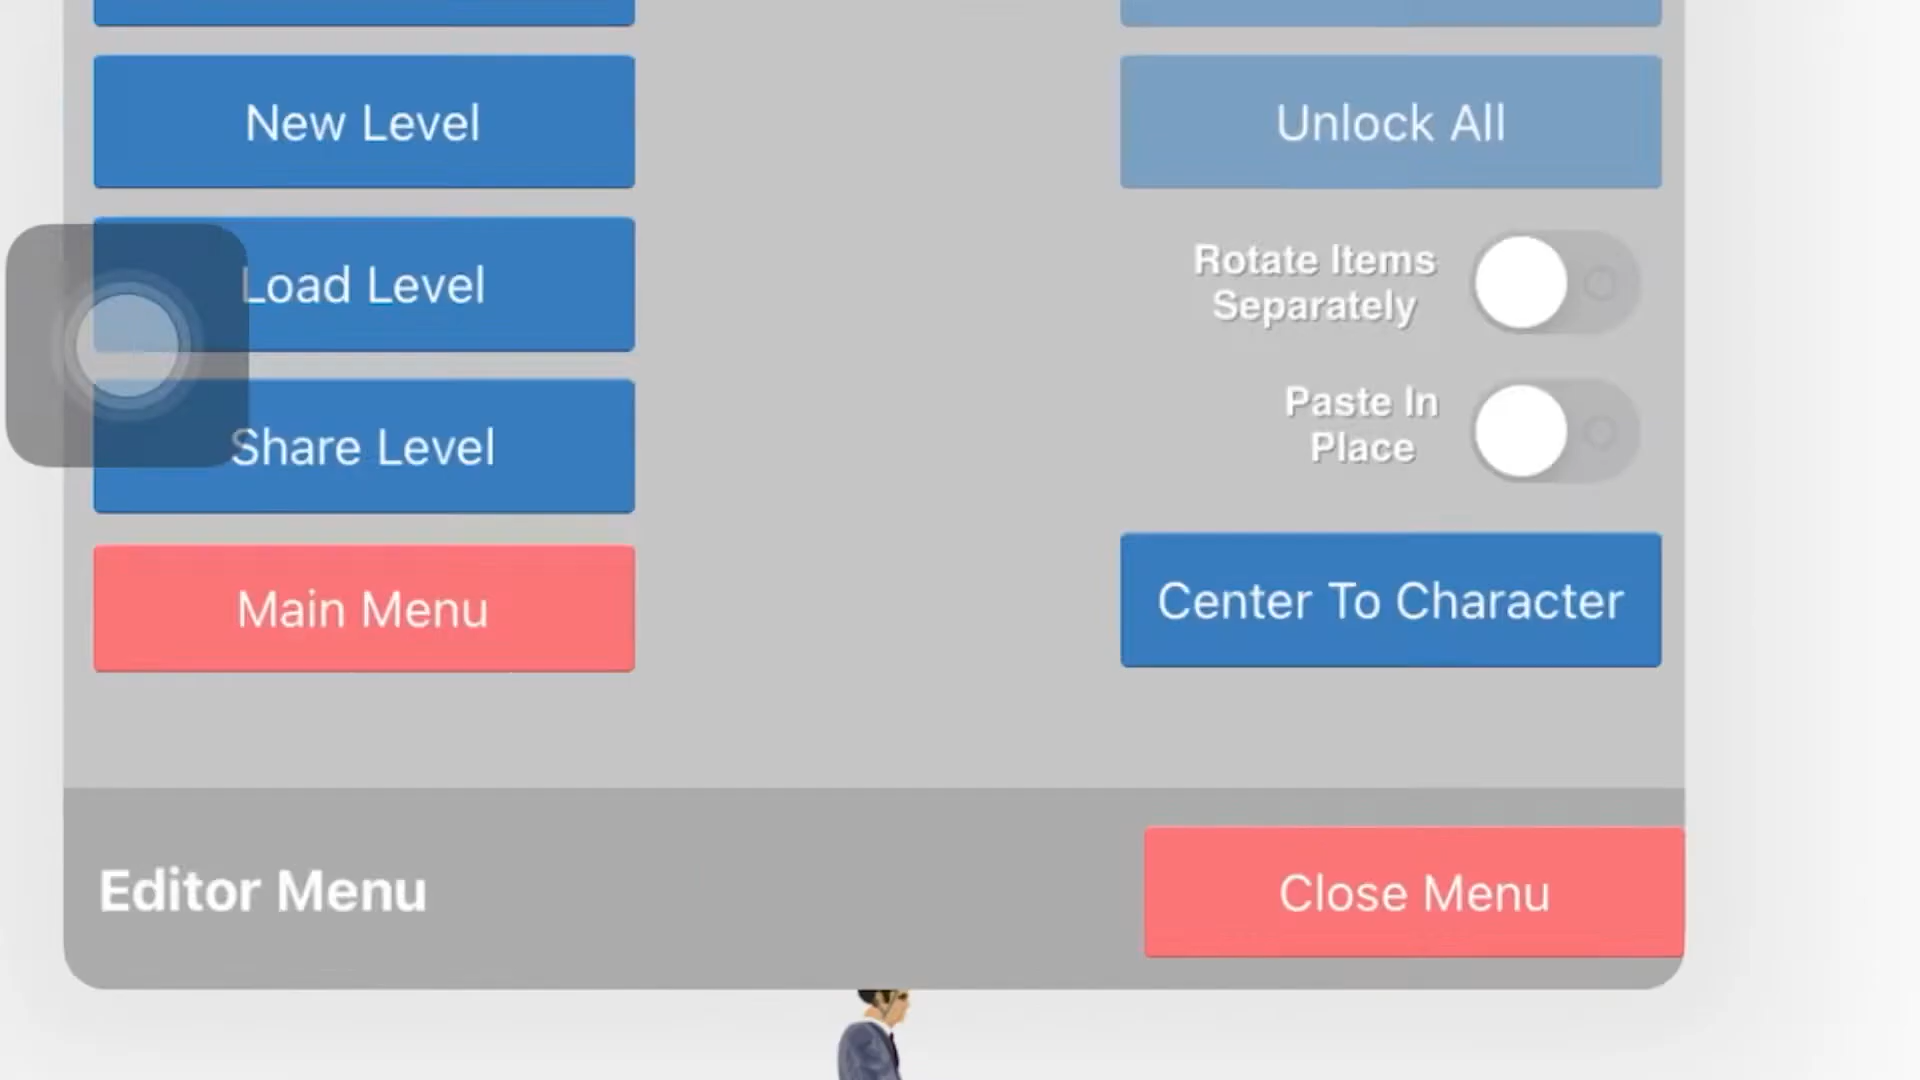 New Level
Unlock All
Load Level
Rotate Items
Separately
Share Level
Paste In
Place
Main Menu
Center To Character
Editor Menu
Close Menu